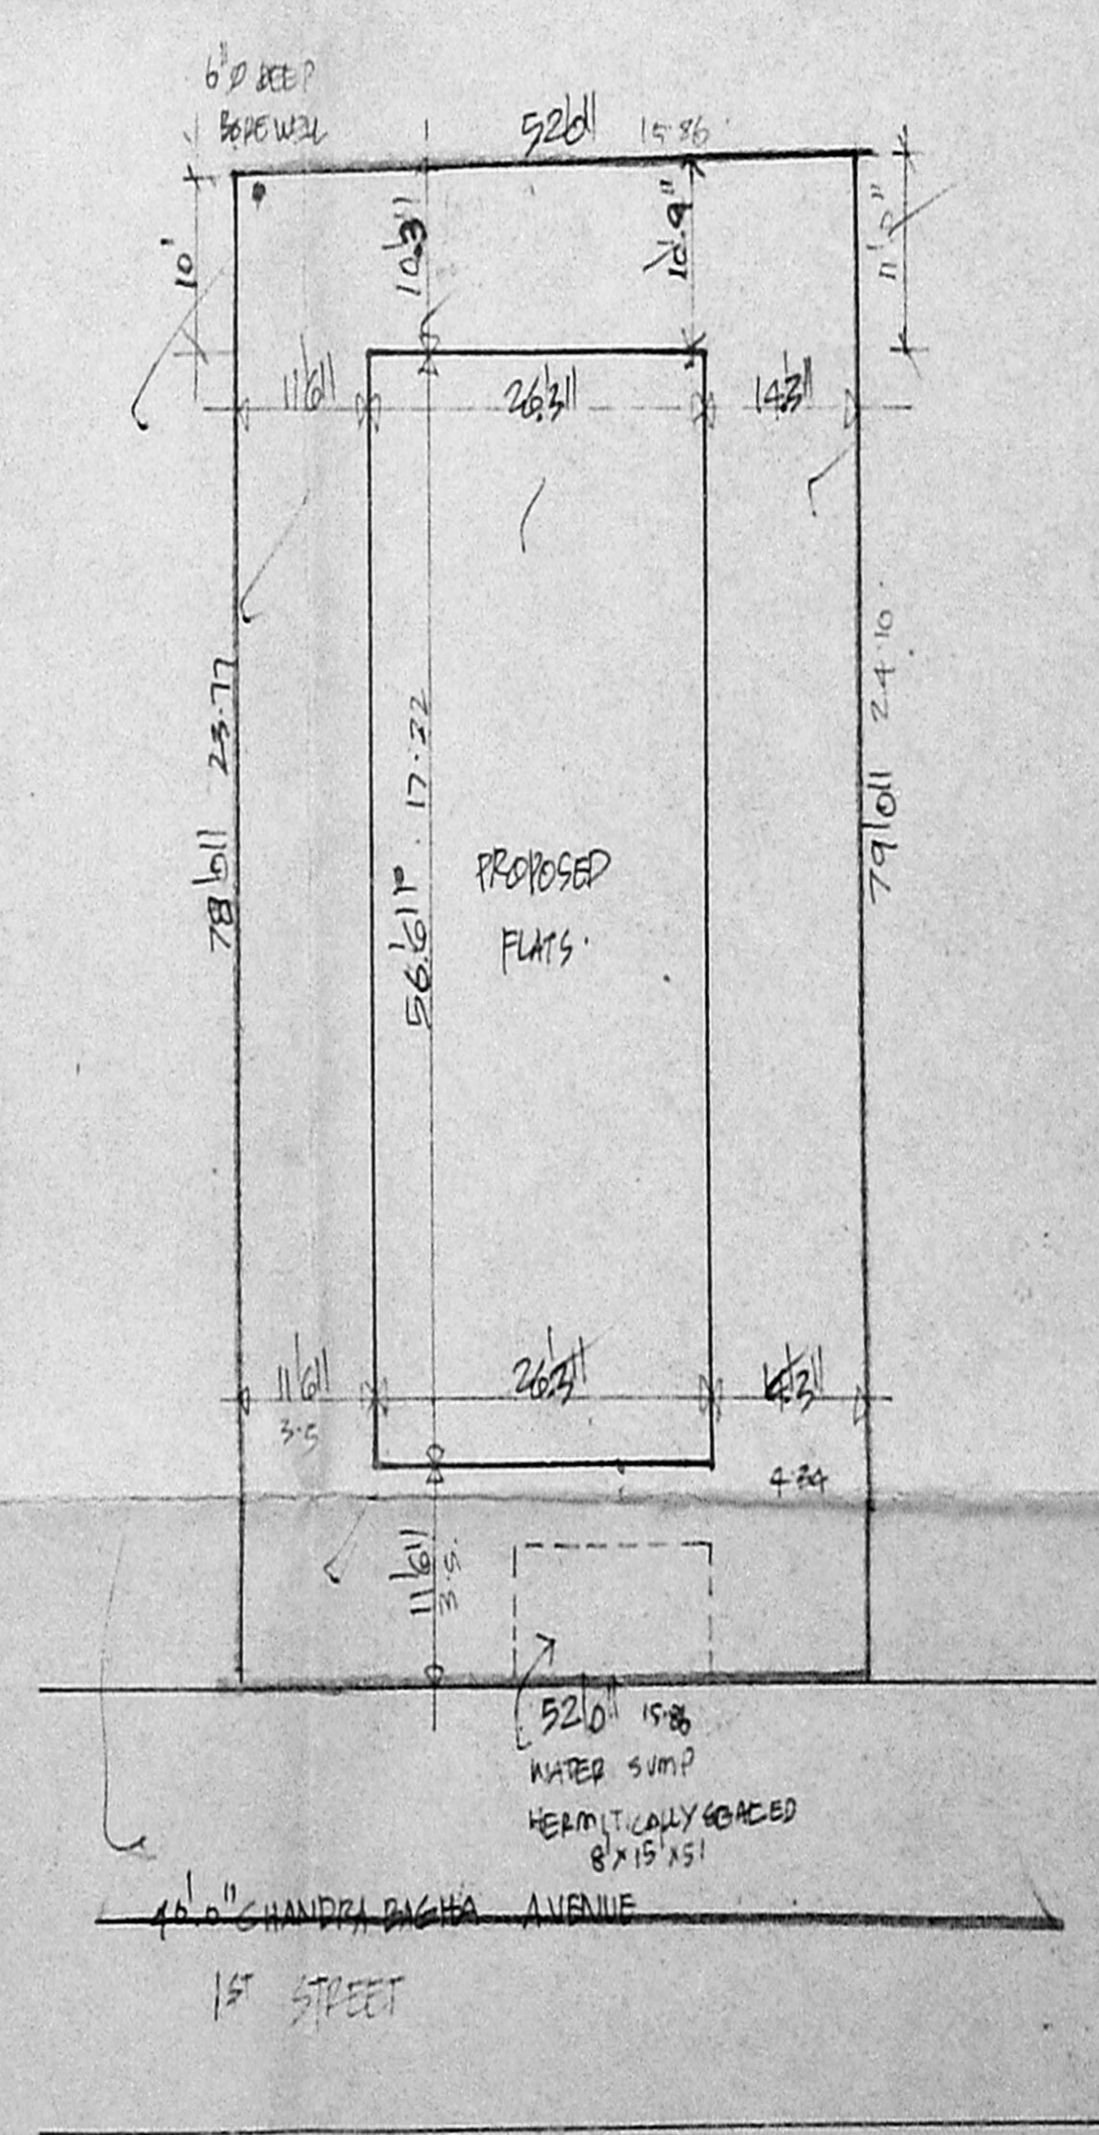 6"Ø DEEP
BOREWELL
52'0" 15.86
10'
10'.3"
10'.9"
11'0"
11'6"
26'.3"
14'.3"
78'0" 23.77
56'.6" 17.22
79'0" 24.10
PROPOSED
FLATS.
11'6"
26'.3"
14'.3"
3.5
4.34
11'6"
3.5.
52'0" 15.86
WATER SUMP
HERMITICALLY SEALED
8'x15'x5'
40'.0" CHANDRA BAGHA AVENUE
1ST STREET